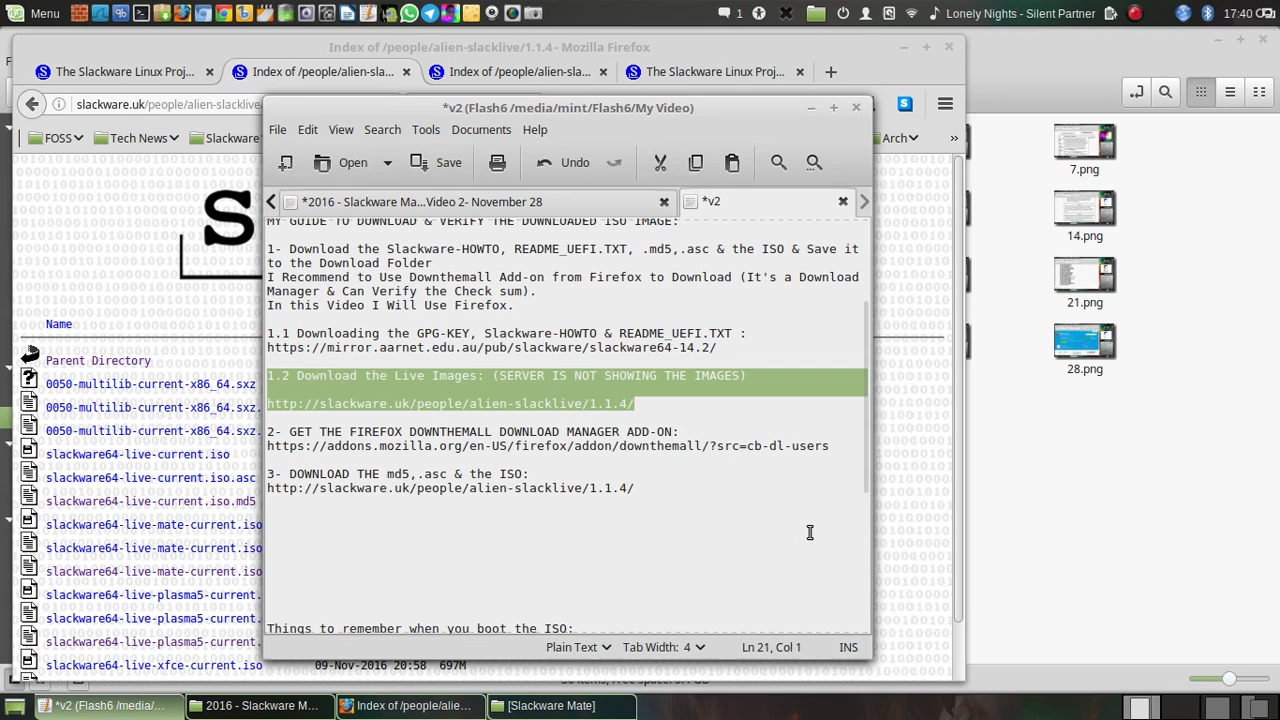 Menu
1
Lonely Nights - Silent Partner
17:40
Index of /people/alien-slacklive/1.1.4 - Mozilla Firefox
The Slackware Linux Proj...
Index of /people/alien-sla...
Index of /people/alien-sla...
The Slackware Linux Proj...
slackware.uk/people/alien-slacklive
FOSS
Tech News
Slackware
Arch
*v2 (Flash6 /media/mint/Flash6/My Video)
File Edit View Search Tools Documents Help
Open Save Undo
*2016 - Slackware Ma...Video 2- November 28
*v2
MY GUIDE TO DOWNLOAD & VERIFY THE DOWNLOADED ISO IMAGE:
1- Download the Slackware-HOWTO, README_UEFI.TXT, .md5,.asc & the ISO & Save it
to the Download Folder
I Recommend to Use Downthemall Add-on from Firefox to Download (It's a Download
Manager & Can Verify the Check sum).
In this Video I Will Use Firefox.
1.1 Downloading the GPG-KEY, Slackware-HOWTO & README_UEFI.TXT :
https://mirror.aarnet.edu.au/pub/slackware/slackware64-14.2/
1.2 Download the Live Images: (SERVER IS NOT SHOWING THE IMAGES)
http://slackware.uk/people/alien-slacklive/1.1.4/
2- GET THE FIREFOX DOWNTHEMALL DOWNLOAD MANAGER ADD-ON:
https://addons.mozilla.org/en-US/firefox/addon/downthemall/?src=cb-dl-users
3- DOWNLOAD THE md5,.asc & the ISO:
http://slackware.uk/people/alien-slacklive/1.1.4/
Things to remember when you boot the ISO:
Plain Text Tab Width: 4 Ln 21, Col 1 INS
S
Name
Parent Directory
0050-multilib-current-x86_64.sxz
0050-multilib-current-x86_64.sxz.
0050-multilib-current-x86_64.sxz.
slackware64-live-current.iso
slackware64-live-current.iso.asc
slackware64-live-current.iso.md5
slackware64-live-mate-current.iso
slackware64-live-mate-current.iso
slackware64-live-mate-current.iso
slackware64-live-plasma5-current.
slackware64-live-plasma5-current.
slackware64-live-plasma5-current.
slackware64-live-xfce-current.iso 09-Nov-2016 20:58 697M
7.png
14.png
21.png
28.png
*v2 (Flash6 /media/...
2016 - Slackware M...
Index of /people/alie...
[Slackware Mate]